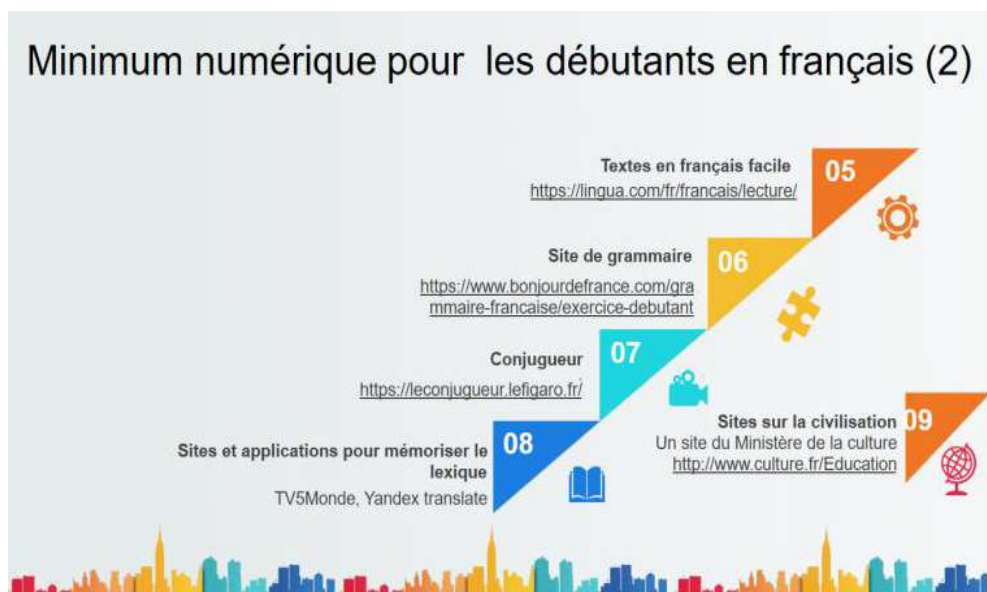 Minimum numérique pour  les débutants en français (2)
05
Textes en français facile
https://lingua.com/fr/francais/lecture/
06
Site de grammaire
https://www.bonjourdefrance.com/gra
mmaire-francaise/exercice-debutant
07
Conjugueur
https://leconjugueur.lefigaro.fr/
08
Sites et applications pour mémoriser le
lexique
TV5Monde, Yandex translate
09
Sites sur la civilisation
Un site du Ministère de la culture
http://www.culture.fr/Education